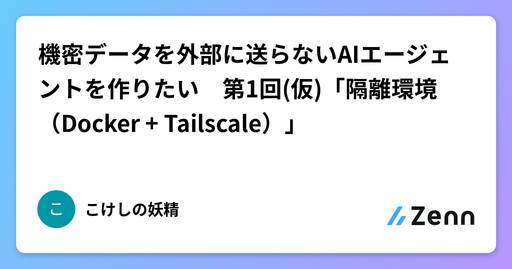 機密データを外部に送らないAIエージェ
ントを作りたい　第1回(仮)「隔離環境
（Docker + Tailscale）」
こ
こけしの妖精
Zenn